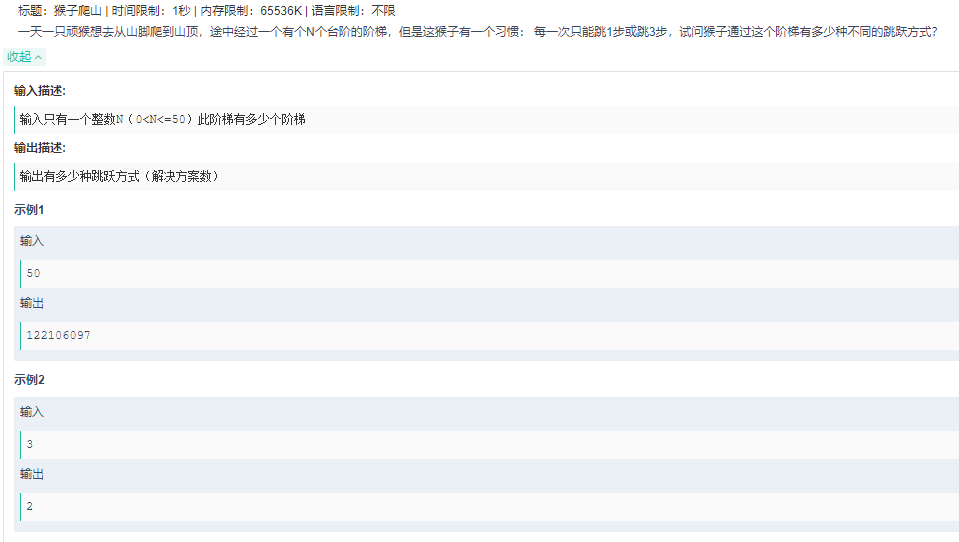 标题：猴子爬山 | 时间限制：1秒 | 内存限制：65536K | 语言限制：不限
一天一只顽猴想去从山脚爬到山顶，途中经过一个有个N个台阶的阶梯，但是这猴子有一个习惯： 每一次只能跳1步或跳3步，试问猴子通过这个阶梯有多少种不同的跳跃方式？
收起
输入描述:
输入只有一个整数N（0<N<=50）此阶梯有多少个阶梯
输出描述:
输出有多少种跳跃方式（解决方案数）
示例1
输入
50
输出
122106097
示例2
输入
3
输出
2